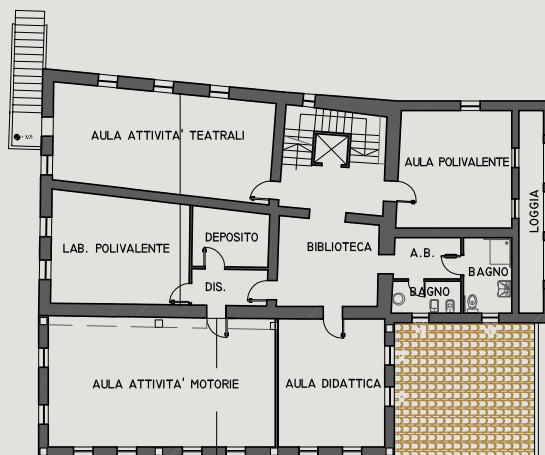 AULA ATTIVITA' TEATRALI
AULA POLIVALENTE
LOGGIA
LAB. POLIVALENTE
DEPOSITO
BIBLIOTECA
A.B.
BAGNO
DIS.
BAGNO
AULA ATTIVITA' MOTORIE
AULA DIDATTICA